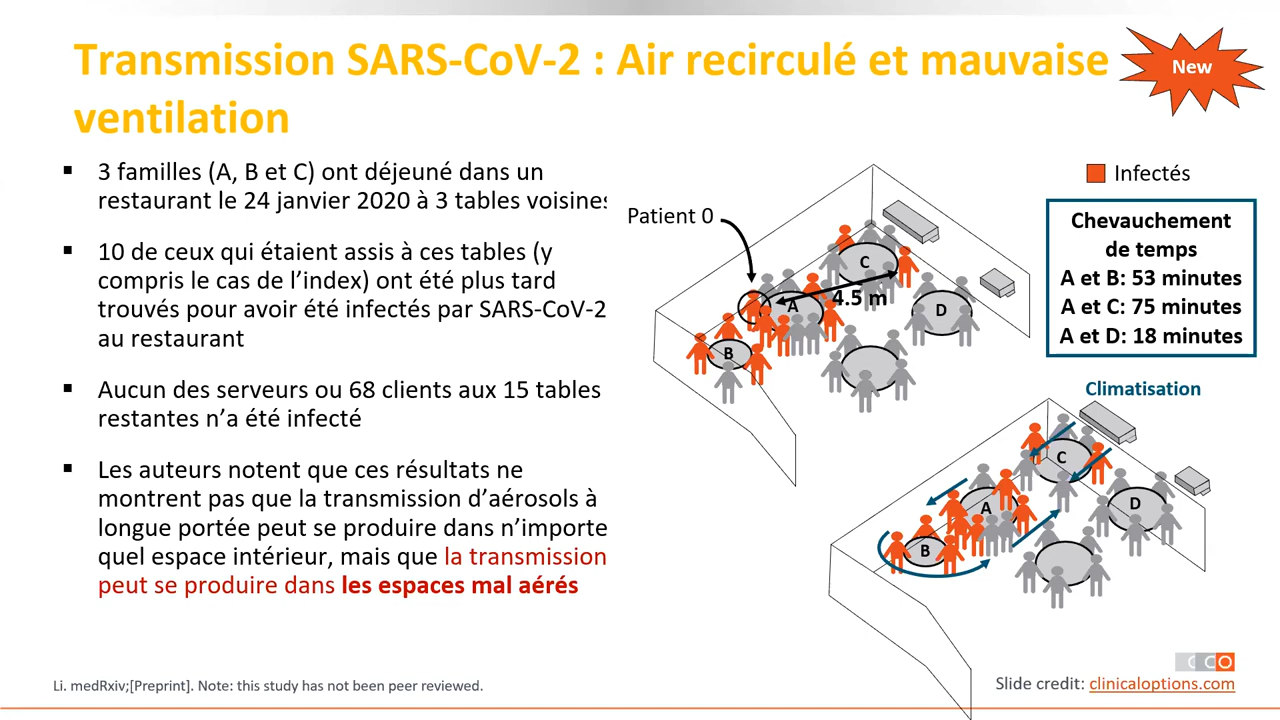 Transmission SARS-CoV-2 : Air recirculé et mauvaise
ventilation
New
▪ 3 familles (A, B et C) ont déjeuné dans un
restaurant le 24 janvier 2020 à 3 tables voisines
▪ 10 de ceux qui étaient assis à ces tables (y
compris le cas de l’index) ont été plus tard
trouvés pour avoir été infectés par SARS-CoV-2
au restaurant
▪ Aucun des serveurs ou 68 clients aux 15 tables
restantes n’a été infecté
▪ Les auteurs notent que ces résultats ne
montrent pas que la transmission d’aérosols à
longue portée peut se produire dans n’importe
quel espace intérieur, mais que la transmission
peut se produire dans les espaces mal aérés
Patient 0
C
4.5 m
A
D
B
Infectés
Chevauchement
de temps
A et B: 53 minutes
A et C: 75 minutes
A et D: 18 minutes
Climatisation
C
A
D
B
CCO
Li. medRxiv;[Preprint]. Note: this study has not been peer reviewed.
Slide credit: clinicaloptions.com